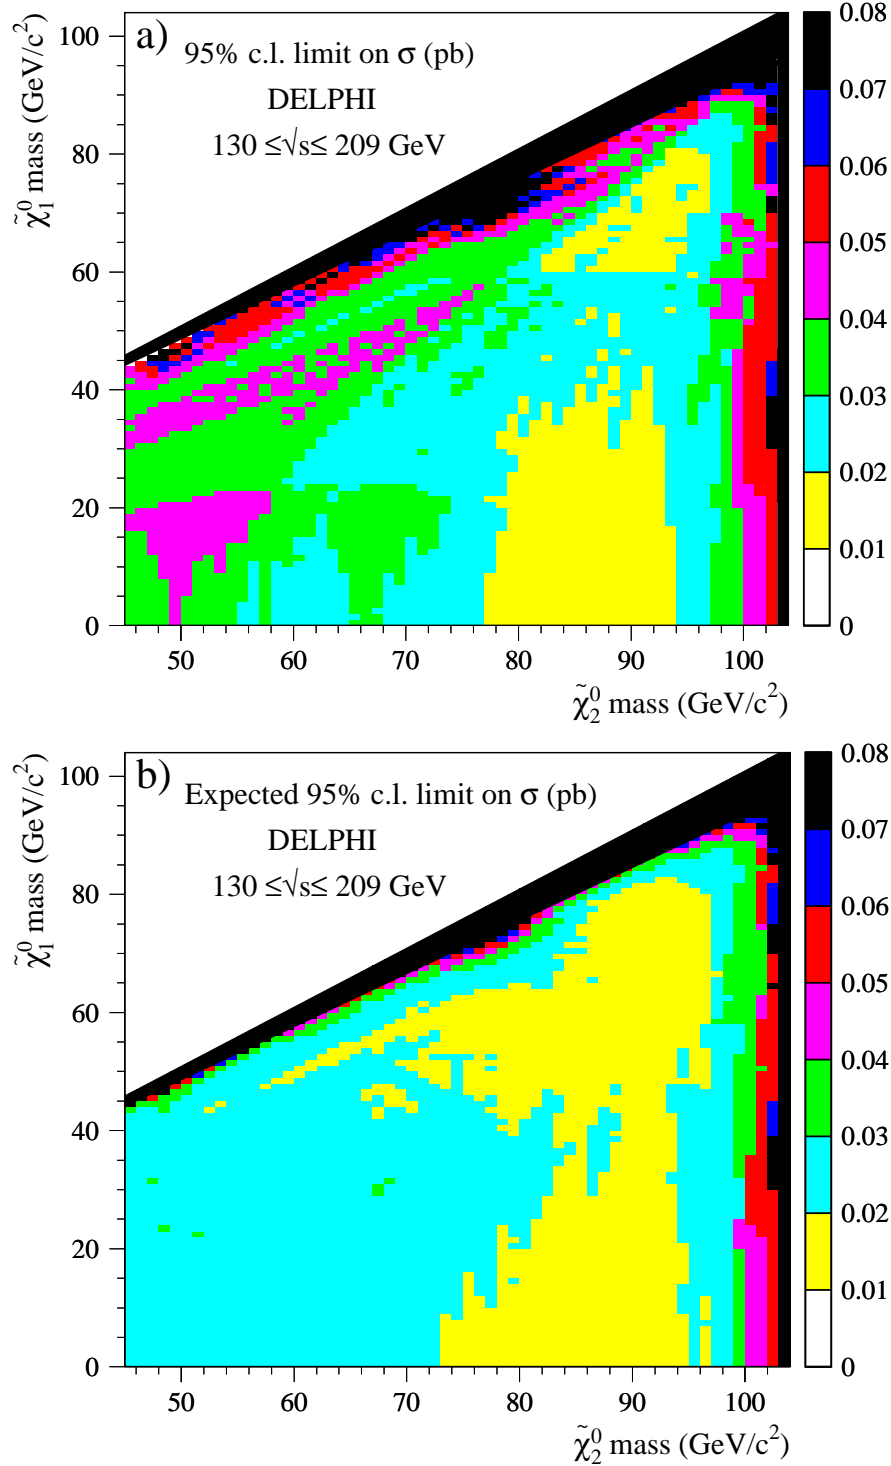 a)
95% c.l. limit on σ (pb)
DELPHI
130 ≤√s≤ 209 GeV
χ̃₁⁰ mass (GeV/c²)
100
80
60
40
20
0
50 60 70 80 90 100
χ̃₂⁰ mass (GeV/c²)
0.08
0.07
0.06
0.05
0.04
0.03
0.02
0.01
0
b)
Expected 95% c.l. limit on σ (pb)
DELPHI
130 ≤√s≤ 209 GeV
χ̃₁⁰ mass (GeV/c²)
100
80
60
40
20
0
50 60 70 80 90 100
χ̃₂⁰ mass (GeV/c²)
0.08
0.07
0.06
0.05
0.04
0.03
0.02
0.01
0